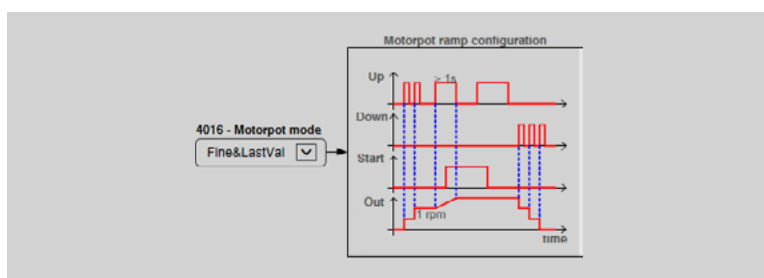 Motorpot ramp configuration
Up
> 1s
Down
4016 - Motorpot mode
Fine&LastVal
Start
Out
1 rpm
time